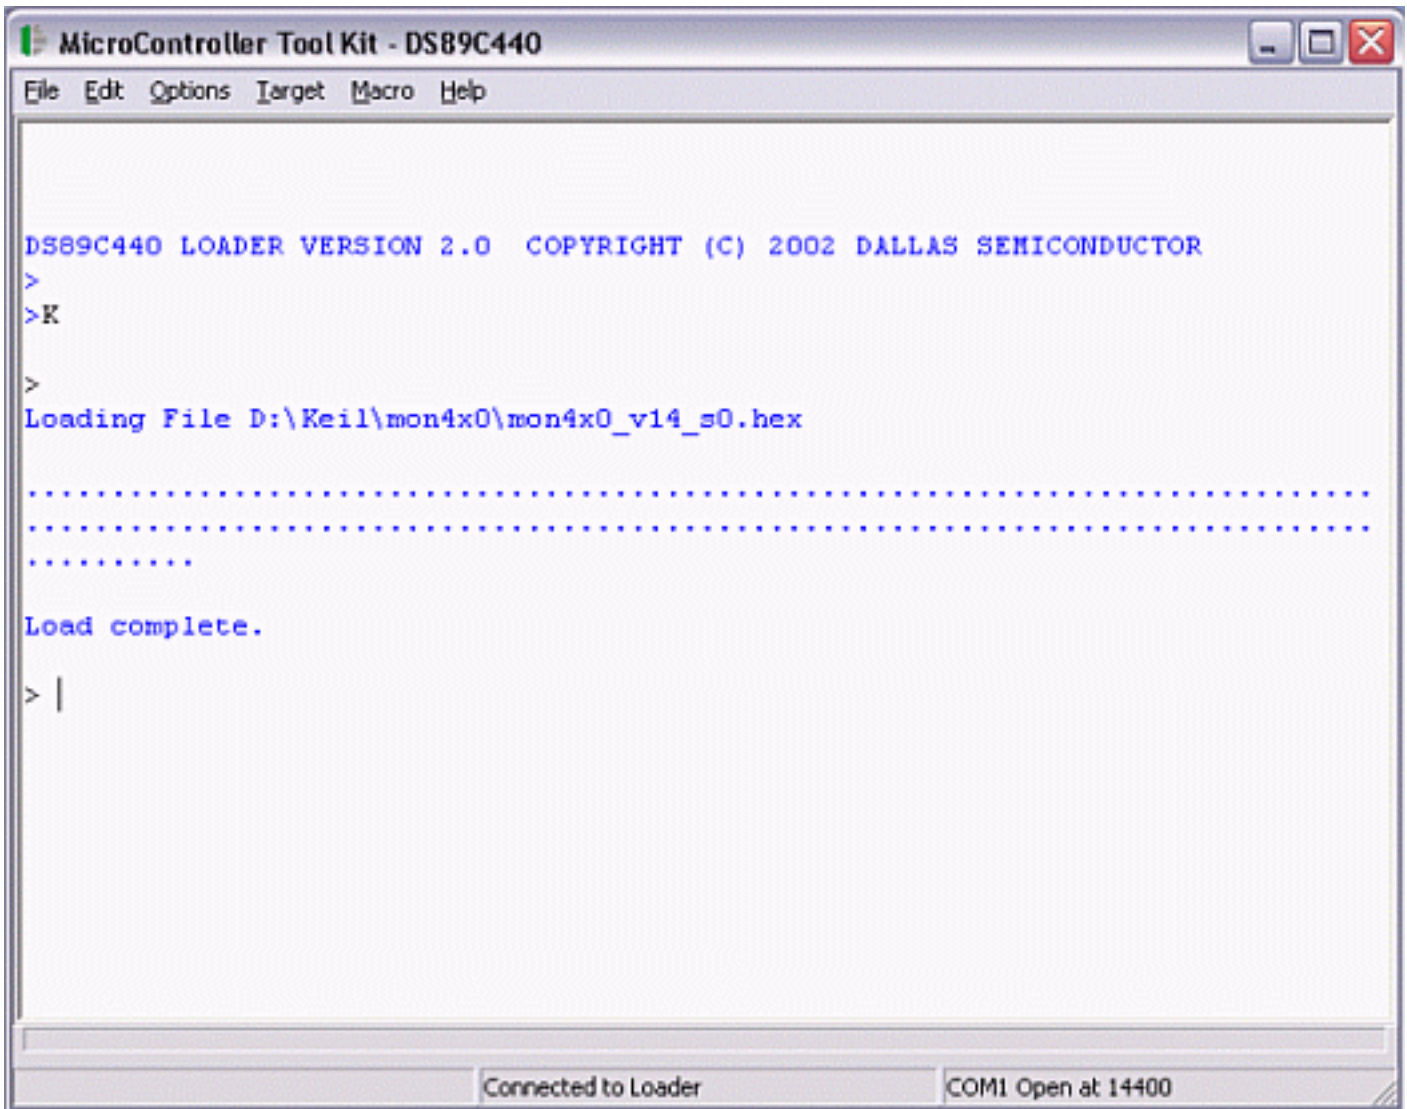 MicroController Tool Kit - DS89C440
File Edit Options Target Macro Help
DS89C440 LOADER VERSION 2.0  COPYRIGHT (C) 2002 DALLAS SEMICONDUCTOR
>
>K
>
Loading File D:\Keil\mon4x0\mon4x0_v14_s0.hex
..............................................................................
..............................................................................
..........
Load complete.
>
Connected to Loader
COM1 Open at 14400